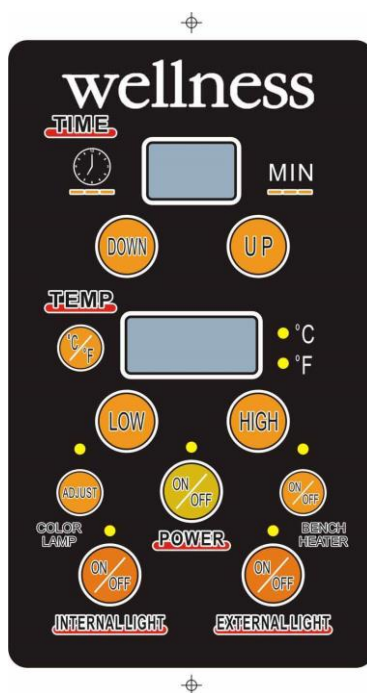 wellness
TIME
MIN
DOWN UP
TEMP
°C/°F
°C
°F
LOW HIGH
ADJUST ON/OFF ON/OFF
COLOR LAMP
POWER
BENCH HEATER
ON/OFF ON/OFF
INTERNAL LIGHT EXTERNAL LIGHT